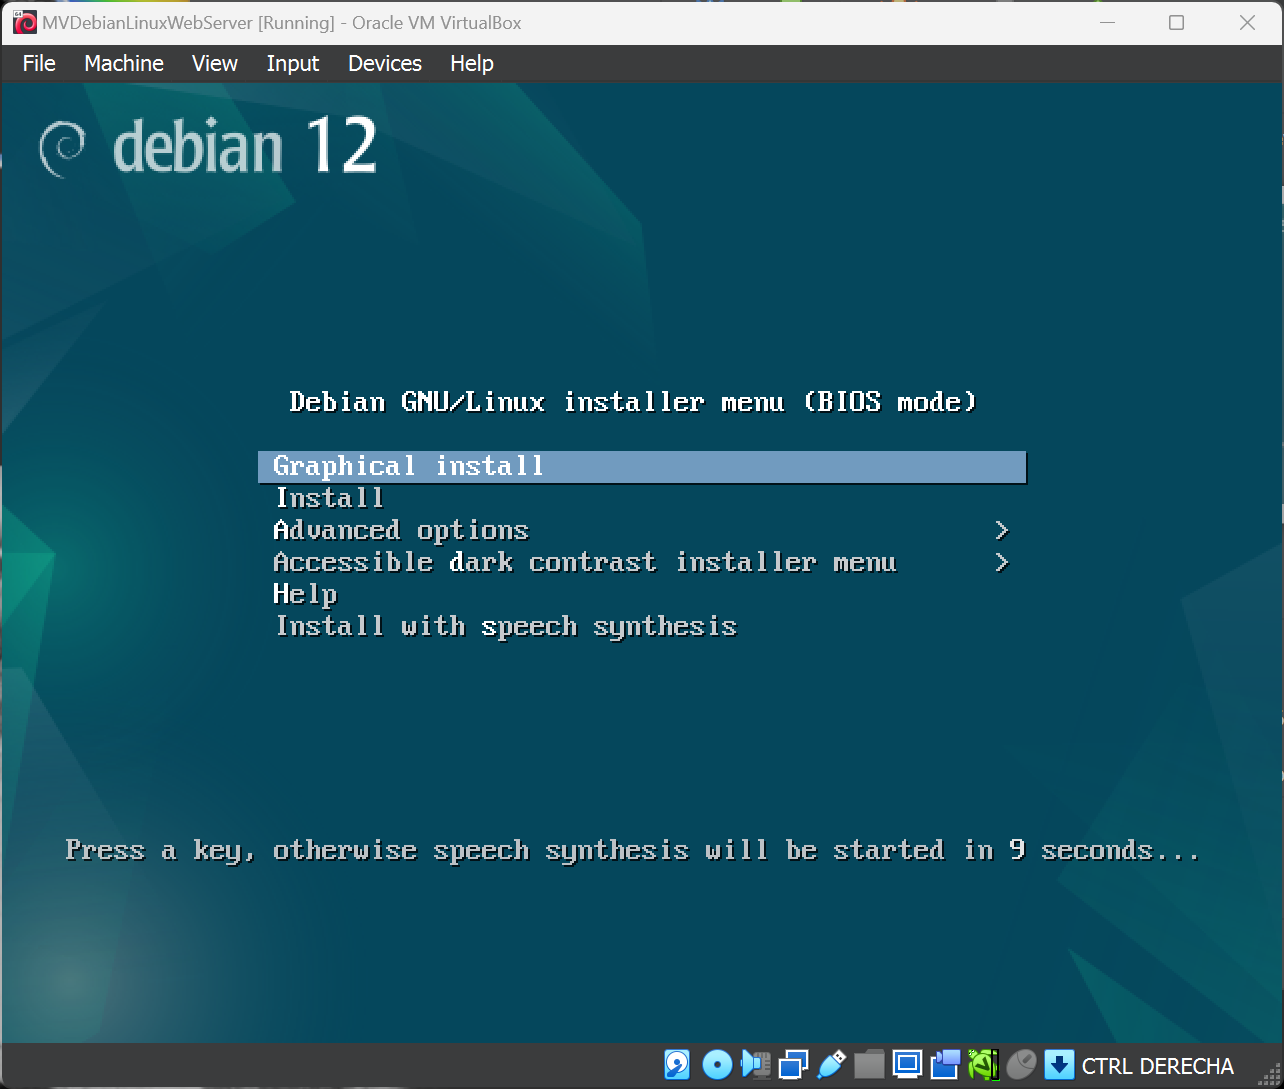 MVDebianLinuxWebServer [Running] - Oracle VM VirtualBox
File Machine View Input Devices Help
debian 12
Debian GNU/Linux installer menu (BIOS mode)
Graphical install
Install
Advanced options >
Accessible dark contrast installer menu >
Help
Install with speech synthesis
Press a key, otherwise speech synthesis will be started in 9 seconds...
CTRL DERECHA